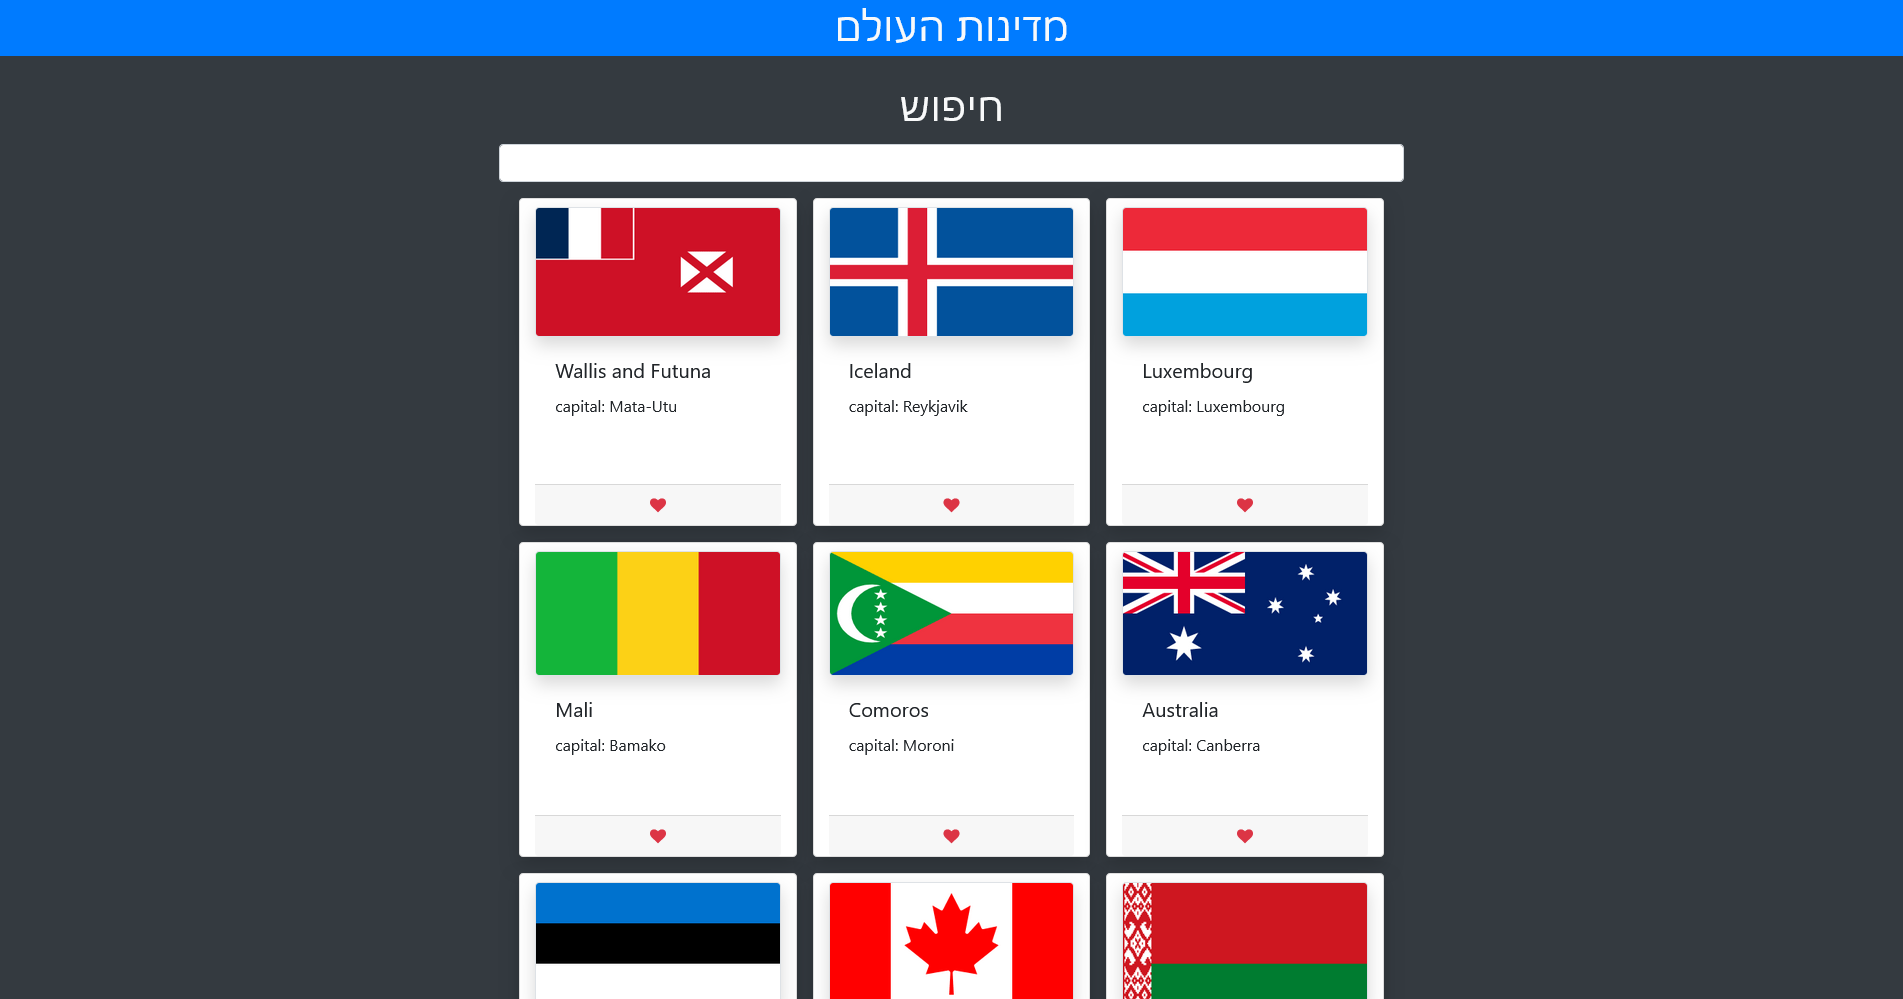 מדינות העולם
חיפוש
Wallis and Futuna
capital: Mata-Utu
Iceland
capital: Reykjavik
Luxembourg
capital: Luxembourg
Mali
capital: Bamako
Comoros
capital: Moroni
Australia
capital: Canberra